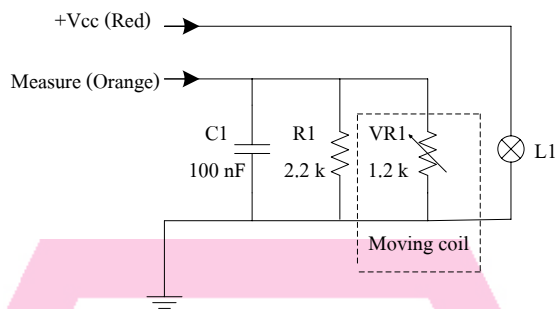 +Vcc (Red)
Measure (Orange)
C1
100 nF
R1
2,2 k
VR1
1,2 k
L1
Moving coil